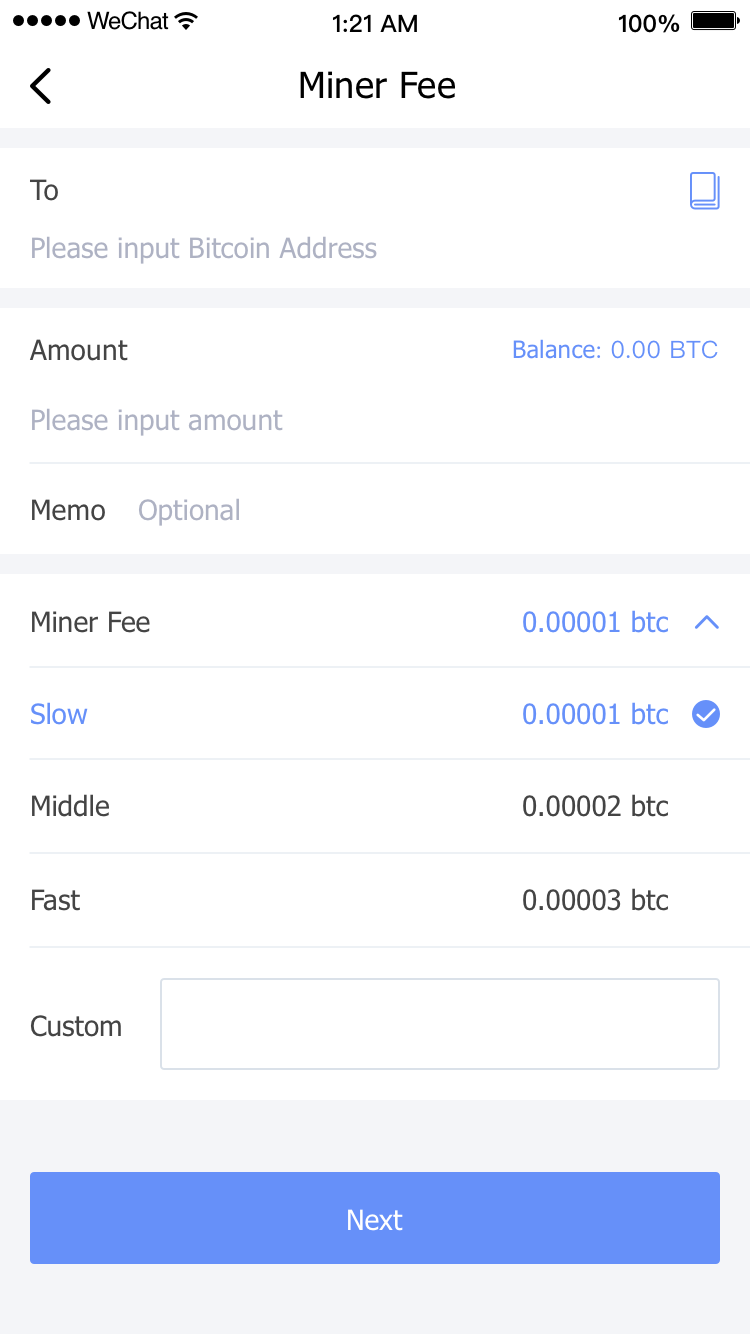 WeChat 1:21 AM 100%
Miner Fee
To
Please input Bitcoin Address
Amount Balance: 0.00 BTC
Please input amount
Memo Optional
Miner Fee 0.00001 btc
Slow 0.00001 btc
Middle 0.00002 btc
Fast 0.00003 btc
Custom
Next